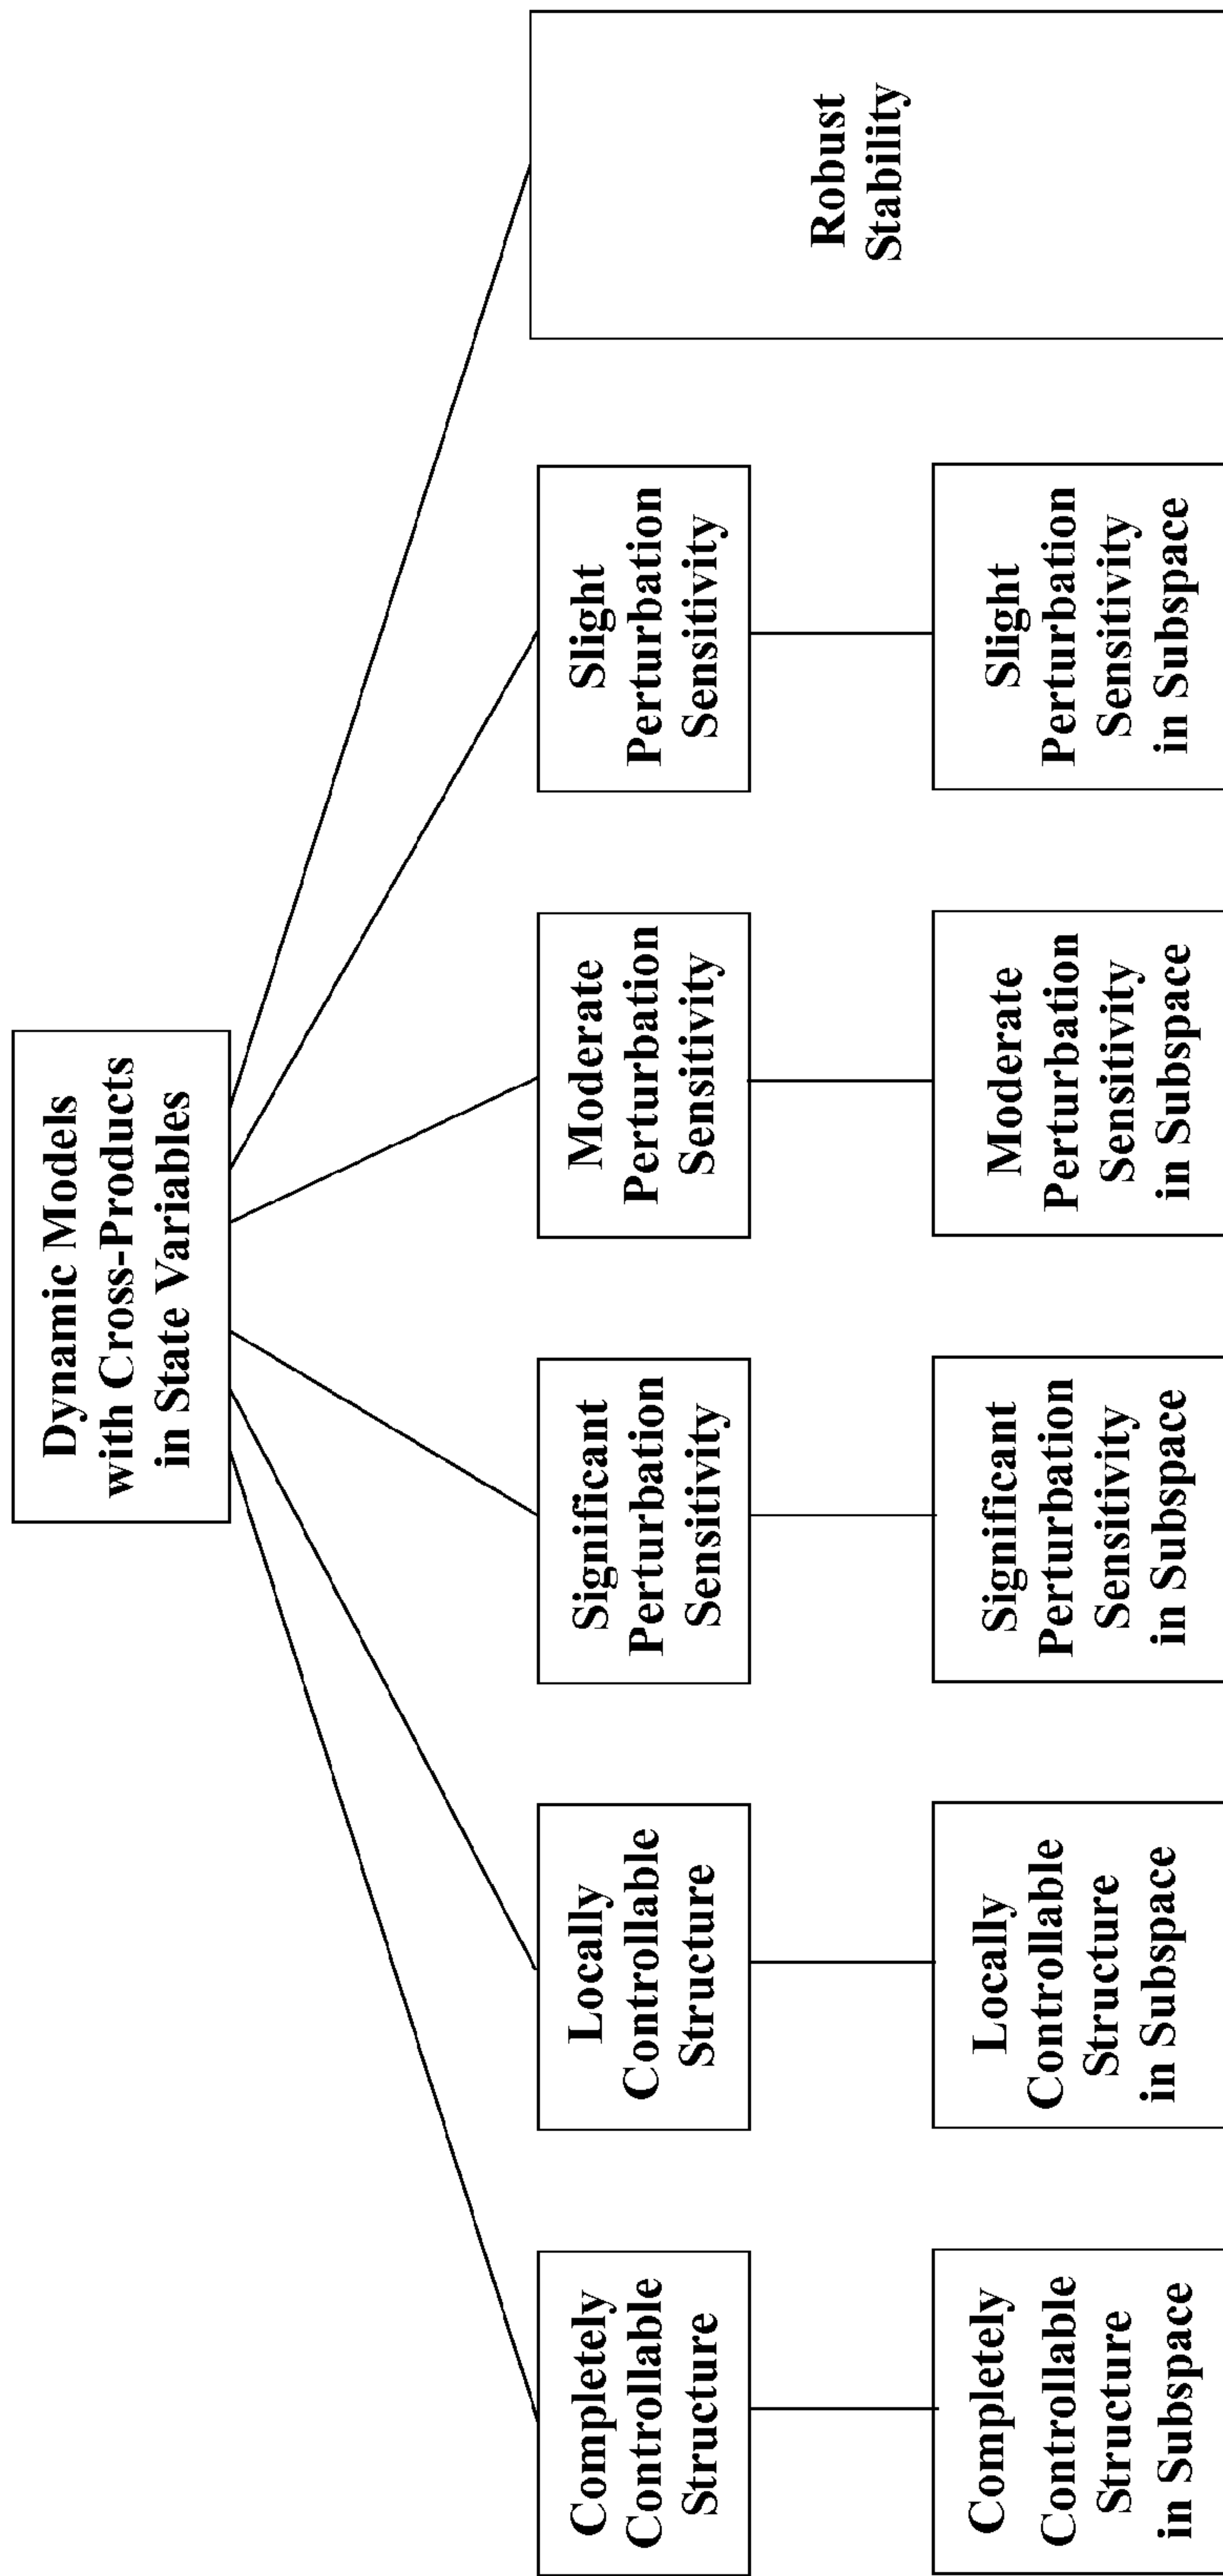 Dynamic Models
with Cross-Products
in State Variables
Completely
Controllable
Structure
Locally
Controllable
Structure
Significant
Perturbation
Sensitivity
Moderate
Perturbation
Sensitivity
Slight
Perturbation
Sensitivity
Robust
Stability
Completely
Controllable
Structure
in Subspace
Locally
Controllable
Structure
in Subspace
Significant
Perturbation
Sensitivity
in Subspace
Moderate
Perturbation
Sensitivity
in Subspace
Slight
Perturbation
Sensitivity
in Subspace